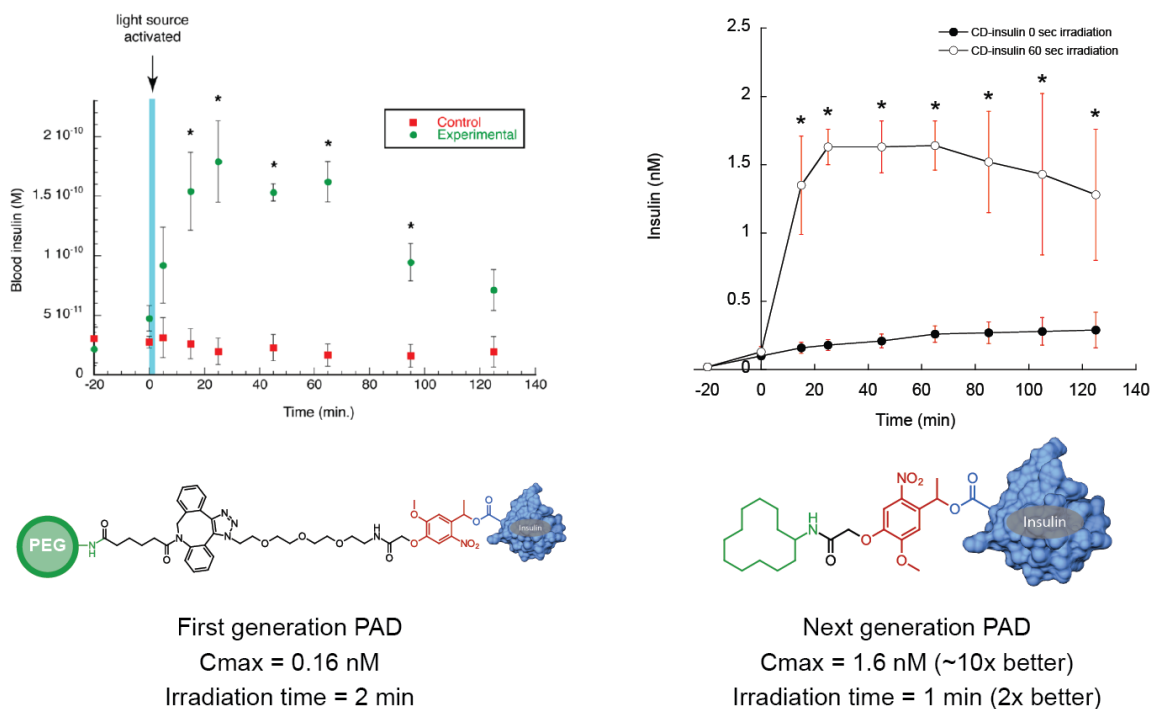 light source
activated
Control
Experimental
Blood insulin (M)
2 10-10
1.5 10-10
1 10-10
5 10-11
0
-20 0 20 40 60 80 100 120 140
Time (min.)
* * * * *
CD-insulin 0 sec irradiation
CD-insulin 60 sec irradiation
Insulin (nM)
2.5
2
1.5
1
0.5
0
-20 0 20 40 60 80 100 120 140
Time (min)
* * * * * * *
PEG
N
H
O
N
O
N
N
N
N
O
O
O
H
N
O
O
O
NO2
O
O
Insulin
H
N
O
O
NO2
O
O
O
Insulin
First generation PAD
Cmax = 0.16 nM
Irradiation time = 2 min
Next generation PAD
Cmax = 1.6 nM (~10x better)
Irradiation time = 1 min (2x better)